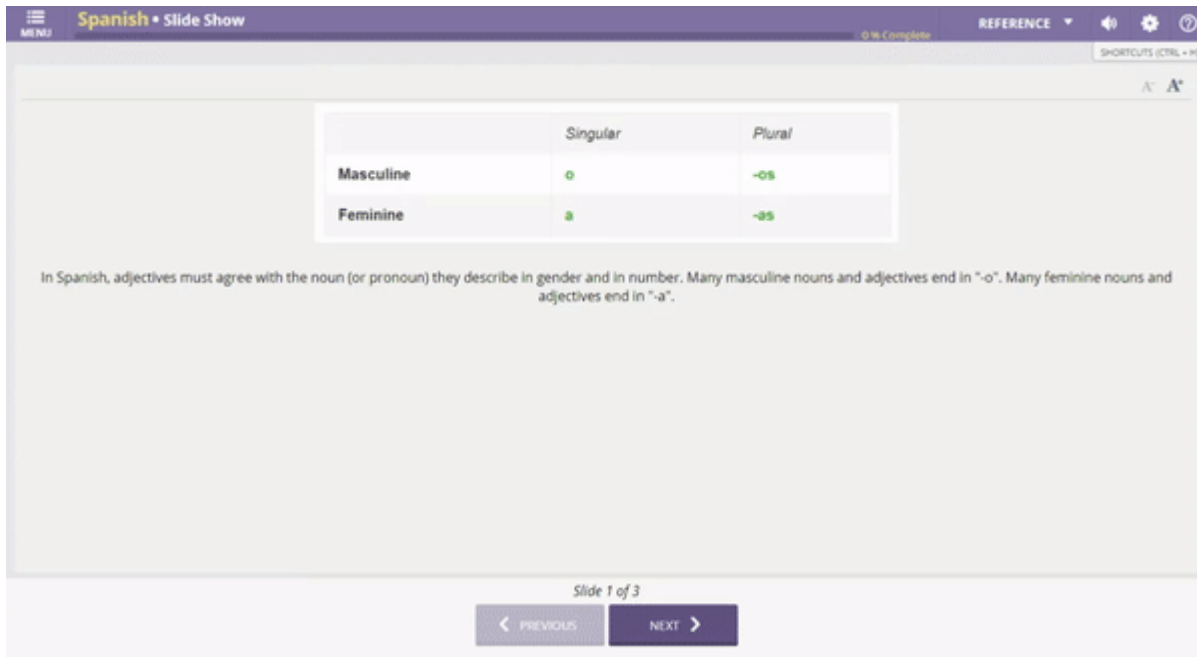 MENU
Spanish • Slide Show
0 % Complete
REFERENCE
SHORTCUTS (CTRL +
A- A+
Singular Plural
Masculine o -os
Feminine a -as
In Spanish, adjectives must agree with the noun (or pronoun) they describe in gender and in number. Many masculine nouns and adjectives end in "-o". Many feminine nouns and
adjectives end in "-a".
Slide 1 of 3
PREVIOUS NEXT